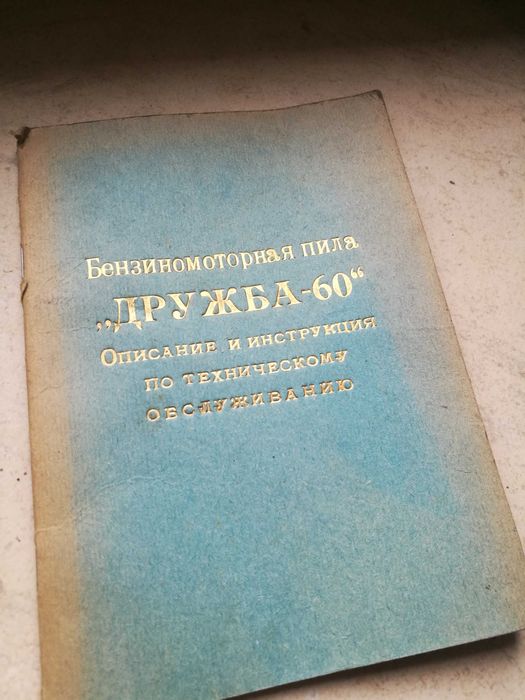 Бензиномоторная пила
„ДРУЖБА-60“
Описание и инструкция
по техническому
обслуживанию